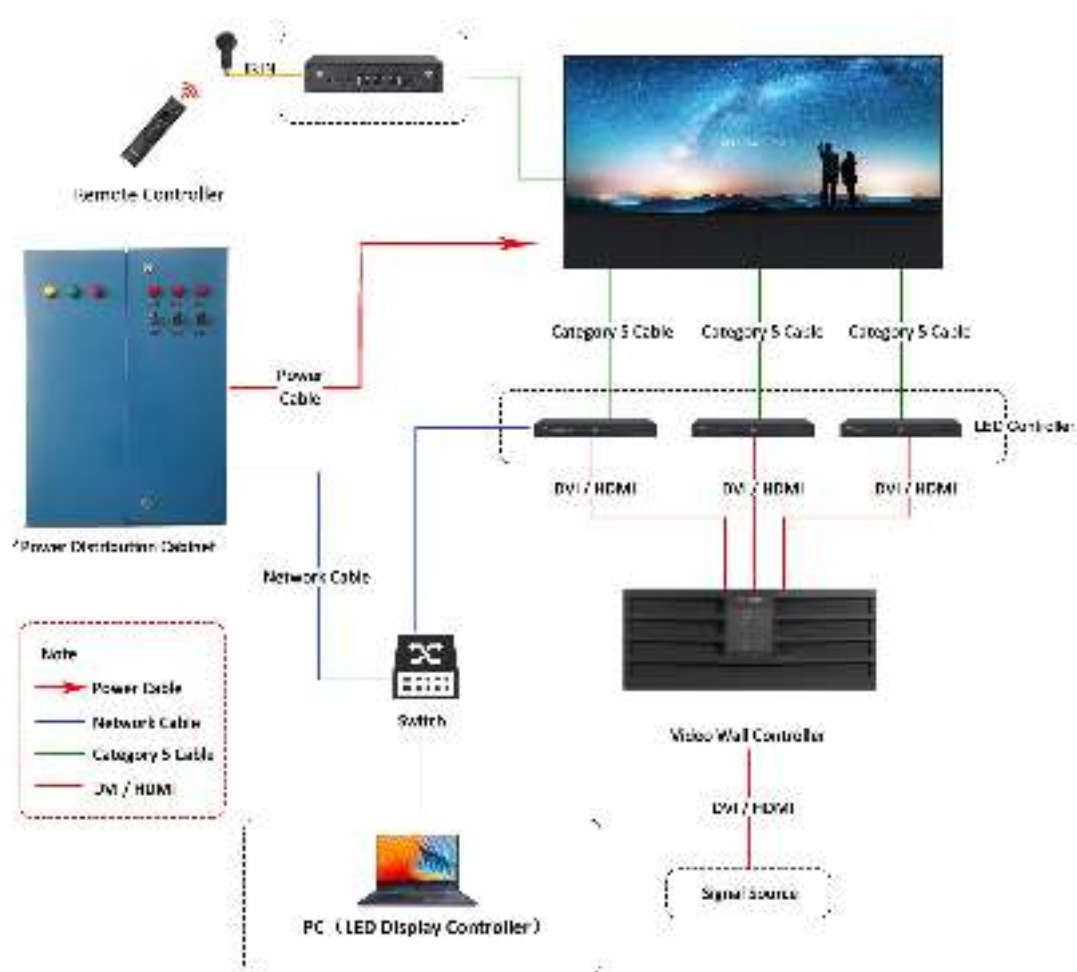 IR IN
Remote Controller
Category 5 Cable
Category 5 Cable
Category 5 Cable
Power
Cable
LED Controller
DVI / HDMI
DVI / HDMI
DVI / HDMI
Power Distribution Cabinet
Network Cable
Note
Power Cable
Network Cable
Category 5 Cable
DVI / HDMI
Switch
Video Wall Controller
DVI / HDMI
Signal Source
PC ( LED Display Controller )